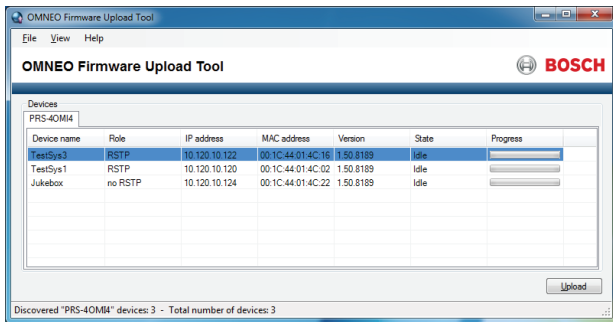 OMNEO Firmware Upload Tool
File View Help
OMNEO Firmware Upload Tool
BOSCH
Devices
PRS-4OMI4
Device name Role IP address MAC address Version State Progress
TestSys3 RSTP 10.120.10.122 00:1C:44:01:4C:16 1.50.8189 Idle
TestSys1 RSTP 10.120.10.120 00:1C:44:01:4C:02 1.50.8189 Idle
Jukebox no RSTP 10.120.10.124 00:1C:44:01:4C:22 1.50.8189 Idle
Upload
Discovered "PRS-4OMI4" devices: 3 - Total number of devices: 3